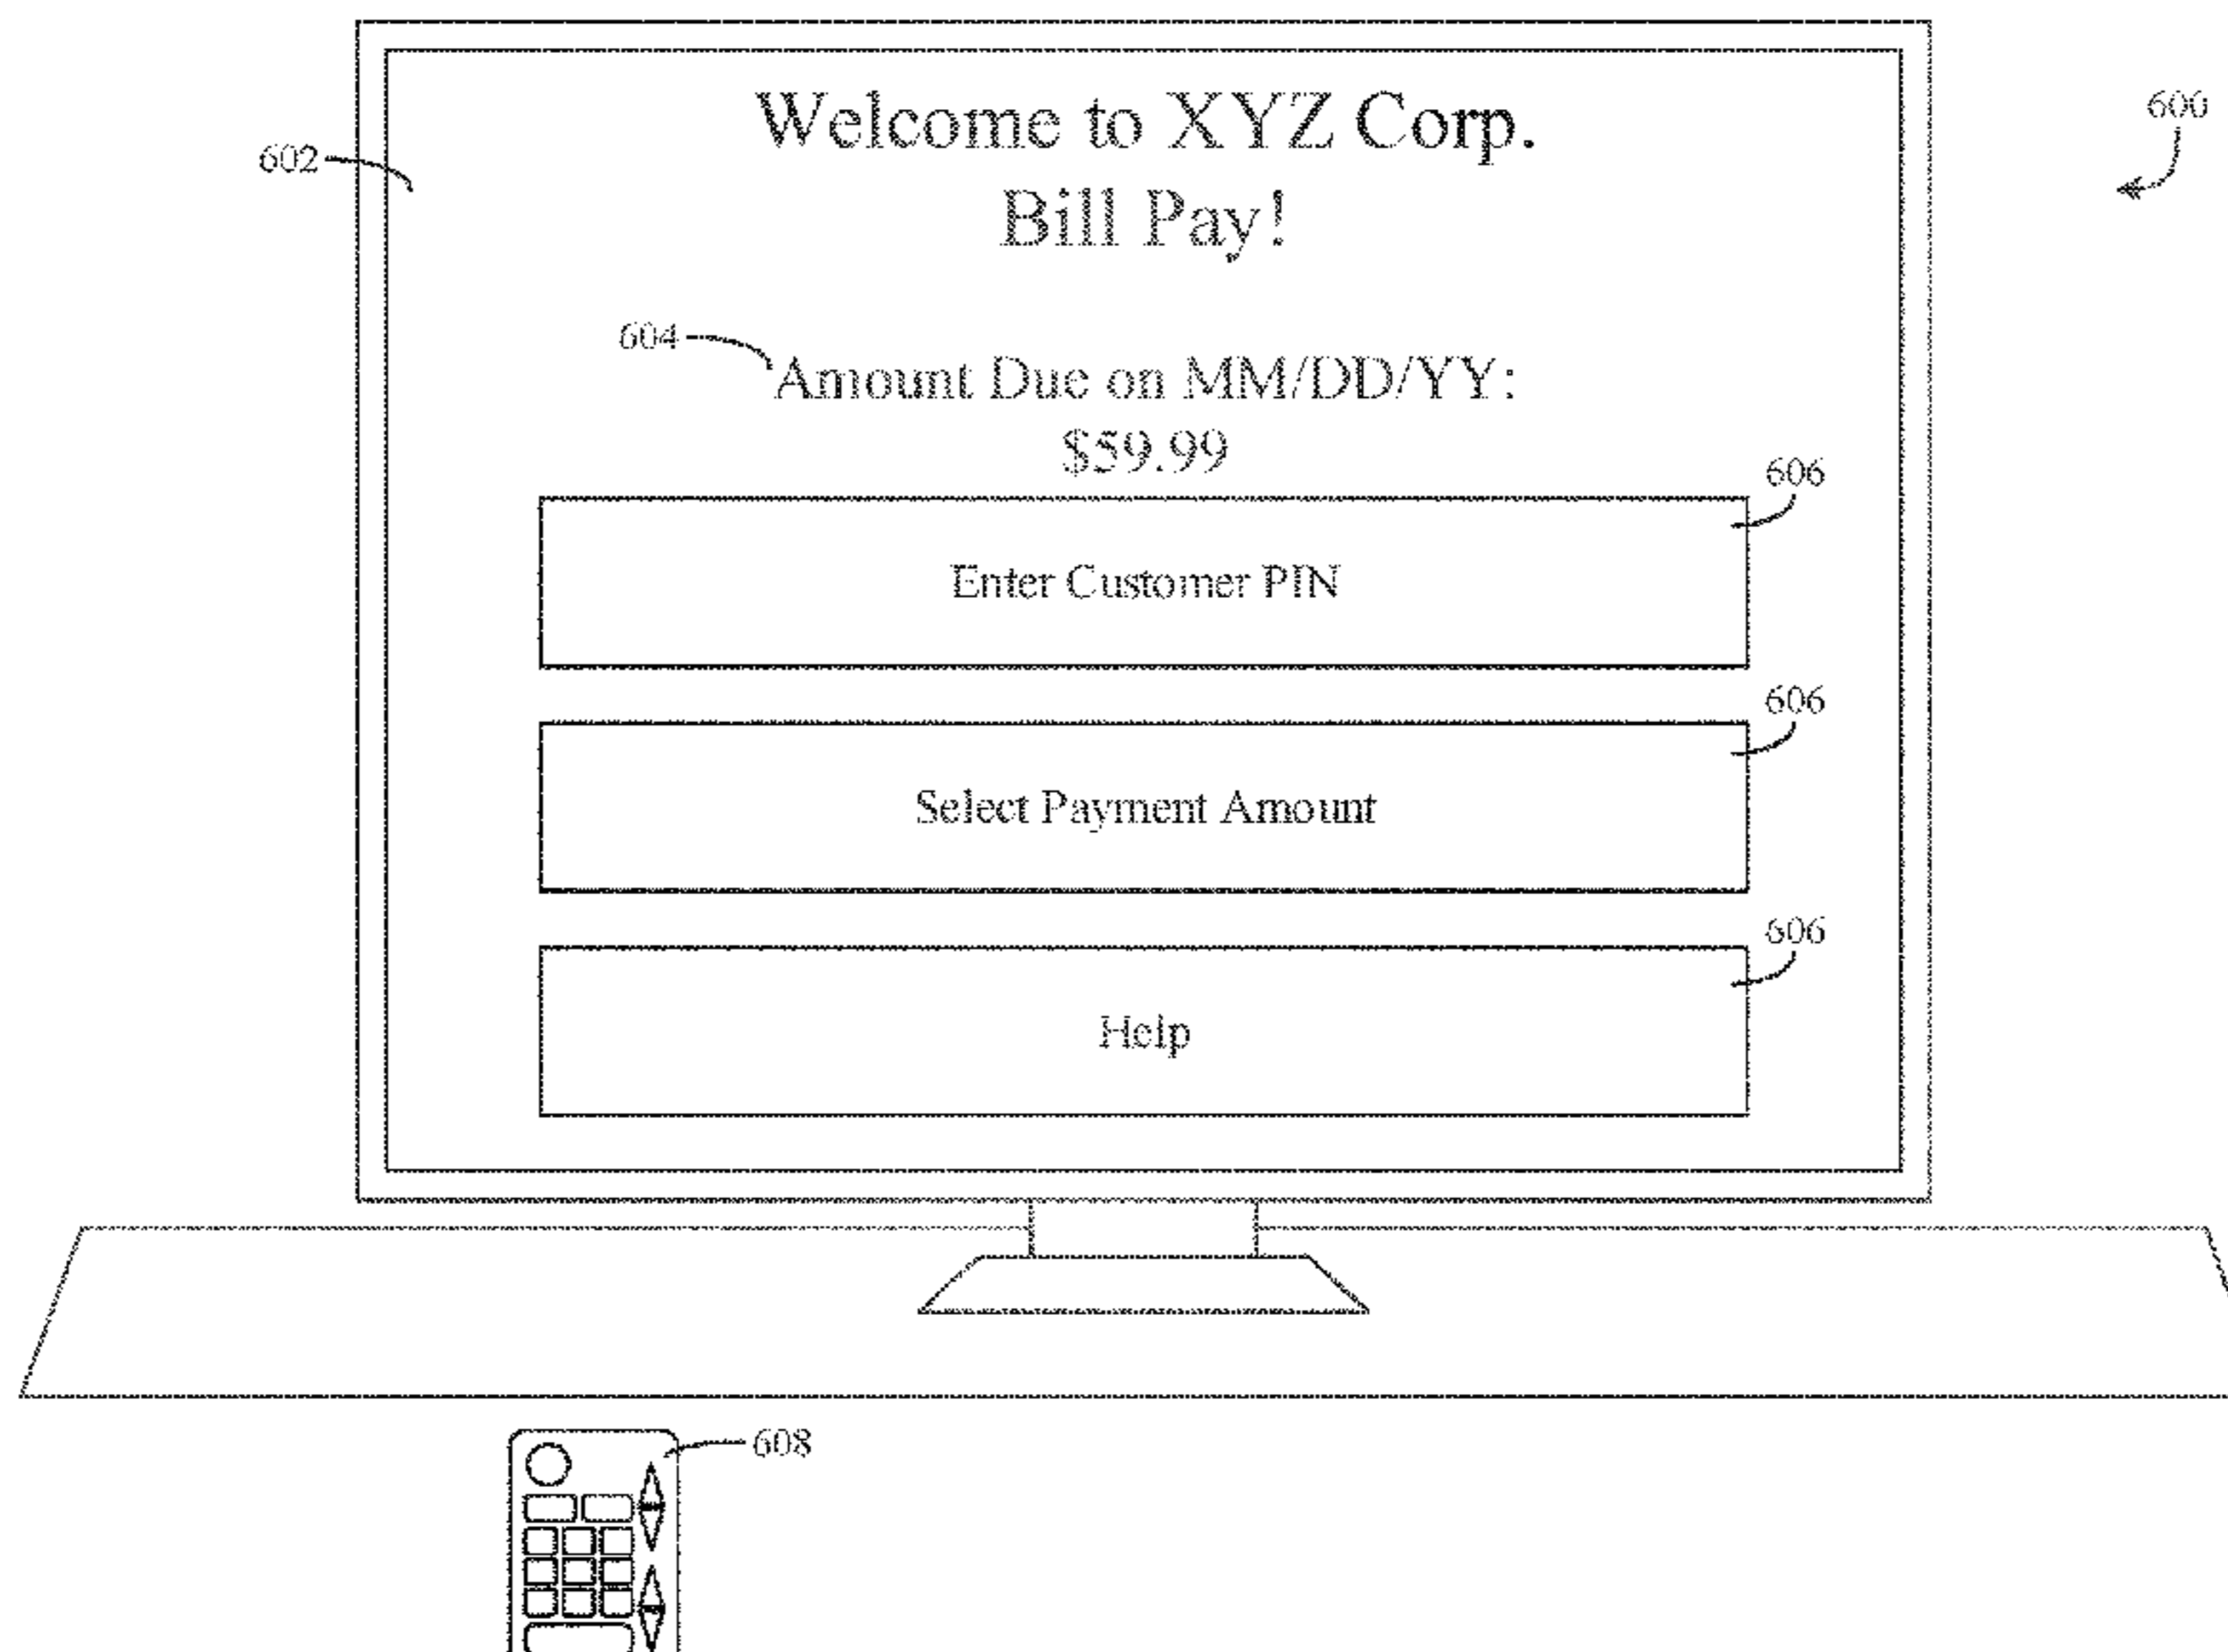 Welcome to XYZ Corp.
600
602
Bill Pay!
604
Amount Due on MM/DD/YY:
$59.99
606
Enter Customer PIN
606
Select Payment Amount
606
Help
608